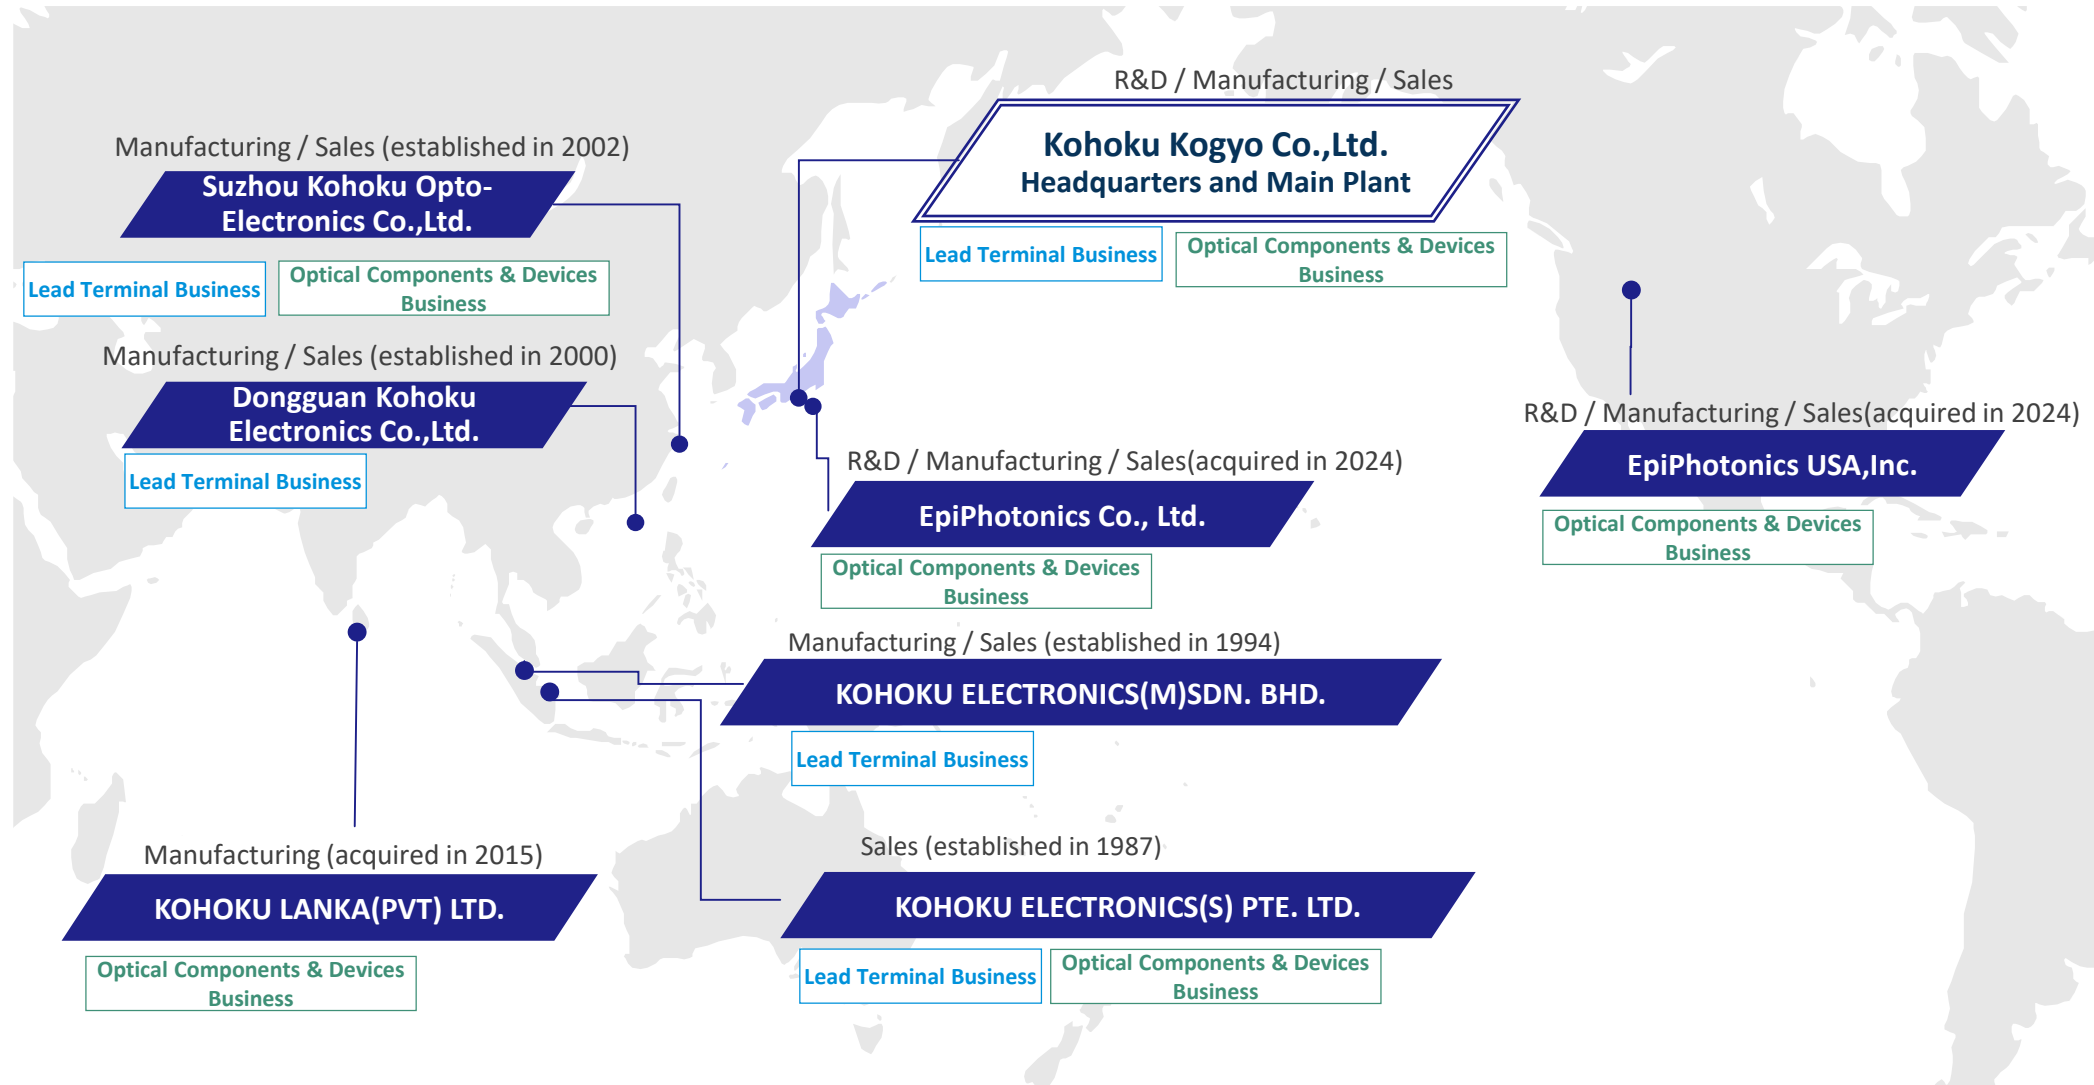 R&D / Manufacturing / Sales
Kohoku Kogyo Co.,Ltd.
Headquarters and Main Plant
Lead Terminal Business
Optical Components & Devices
Business
Manufacturing / Sales (established in 2002)
Suzhou Kohoku Opto-
Electronics Co.,Ltd.
Lead Terminal Business
Optical Components & Devices
Business
Manufacturing / Sales (established in 2000)
Dongguan Kohoku
Electronics Co.,Ltd.
Lead Terminal Business
R&D / Manufacturing / Sales(acquired in 2024)
EpiPhotonics USA,Inc.
Optical Components & Devices
Business
R&D / Manufacturing / Sales(acquired in 2024)
EpiPhotonics Co., Ltd.
Optical Components & Devices
Business
Manufacturing / Sales (established in 1994)
KOHOKU ELECTRONICS(M)SDN. BHD.
Lead Terminal Business
Manufacturing (acquired in 2015)
KOHOKU LANKA(PVT) LTD.
Optical Components & Devices
Business
Sales (established in 1987)
KOHOKU ELECTRONICS(S) PTE. LTD.
Lead Terminal Business
Optical Components & Devices
Business